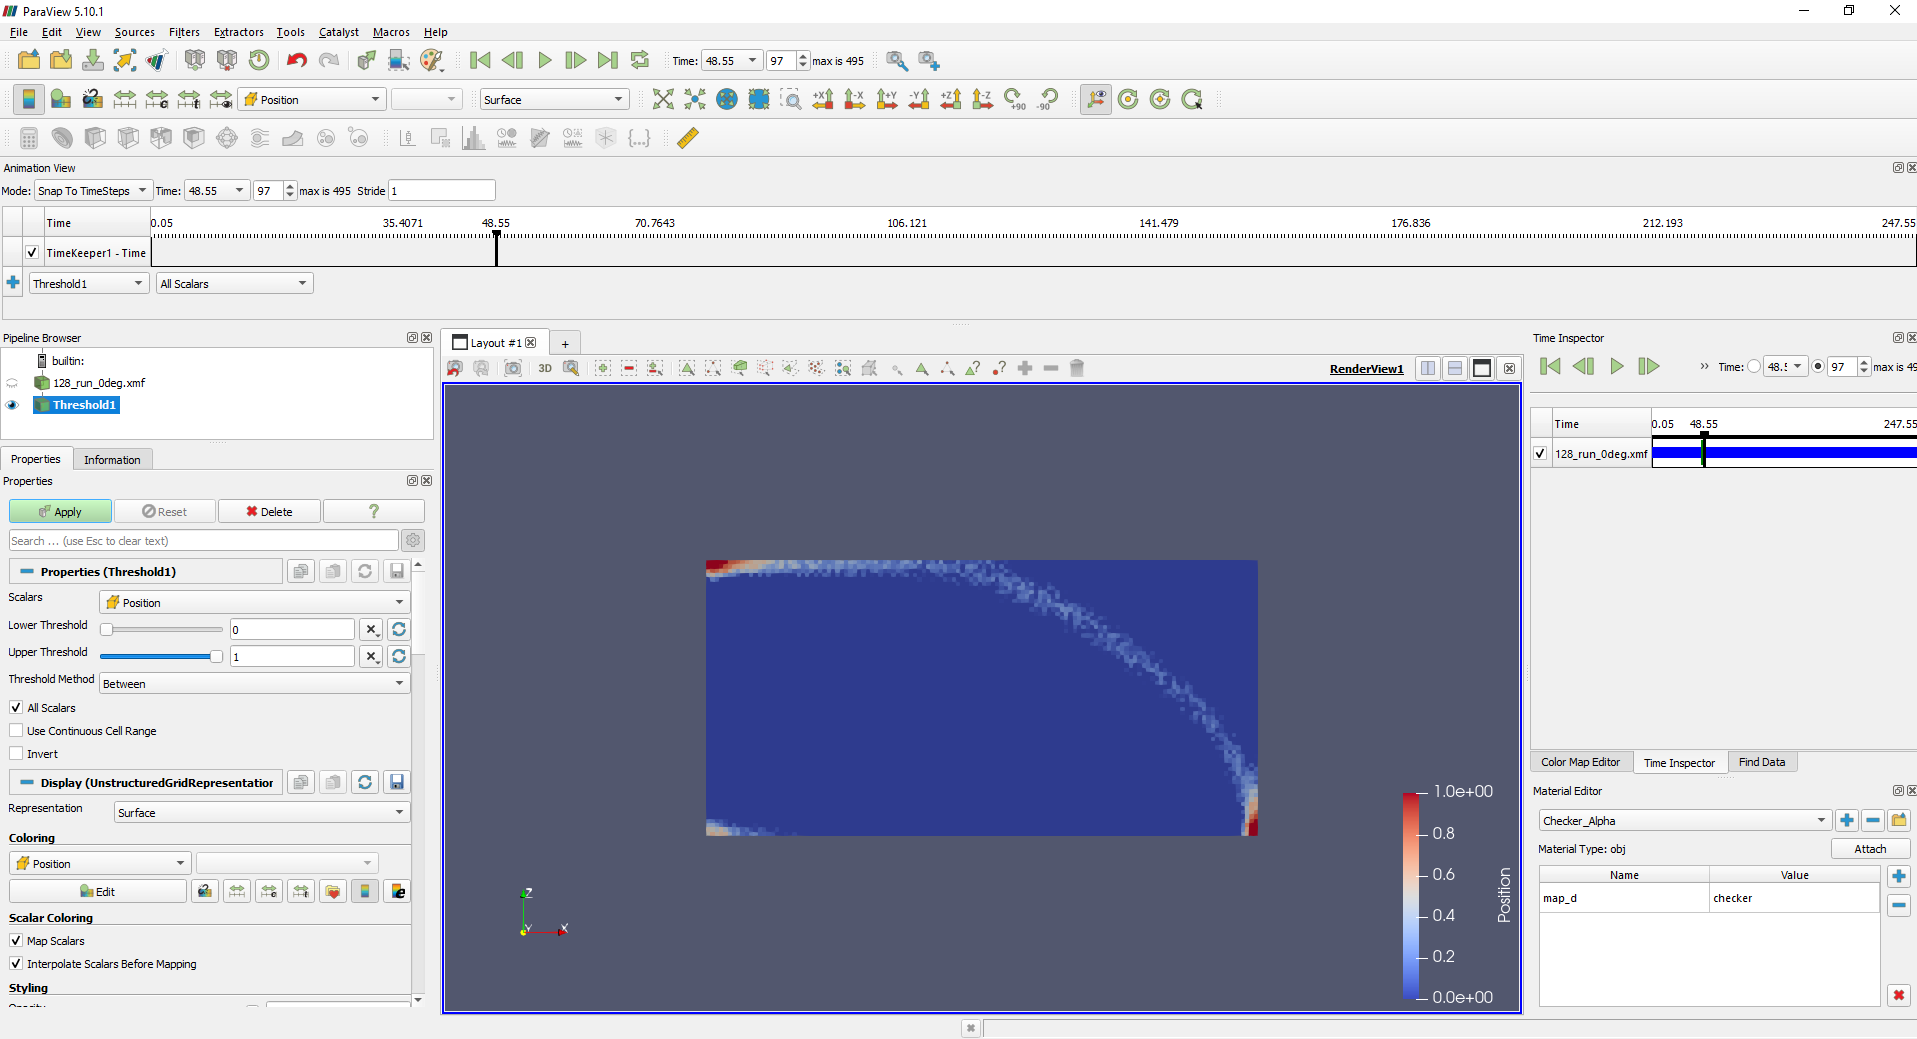 ParaView 5.10.1
File Edit View Sources Filters Extractors Tools Catalyst Macros Help
Time: 48.55 97 max is 495
Position Surface +X -X +Y -Y +Z -Z +90 -90
Animation View
Mode: Snap To TimeSteps Time: 48.55 97 max is 495 Stride 1
Time 0.05 35.4071 48.55 70.7643 106.121 141.479 176.836 212.193 247.55
TimeKeeper1 - Time
Threshold1 All Scalars
Pipeline Browser
builtin:
128_run_0deg.xmf
Threshold1
Properties Information
Properties
Apply Reset Delete ?
Search ... (use Esc to clear text)
Properties (Threshold1)
Scalars Position
Lower Threshold 0
Upper Threshold 1
Threshold Method Between
All Scalars
Use Continuous Cell Range
Invert
Display (UnstructuredGridRepresentation
Representation Surface
Coloring
Position
Edit
Scalar Coloring
Map Scalars
Interpolate Scalars Before Mapping
Styling
Layout #1 +
3D RenderView1
Z
Y X
1.0e+00
0.8
0.6
0.4
0.2
0.0e+00
Position
Time Inspector
Time: 48.! 97 max is 49
Time 0.05 48.55 247.55
128_run_0deg.xmf
Color Map Editor Time Inspector Find Data
Material Editor
Checker_Alpha
Material Type: obj Attach
Name Value
map_d checker